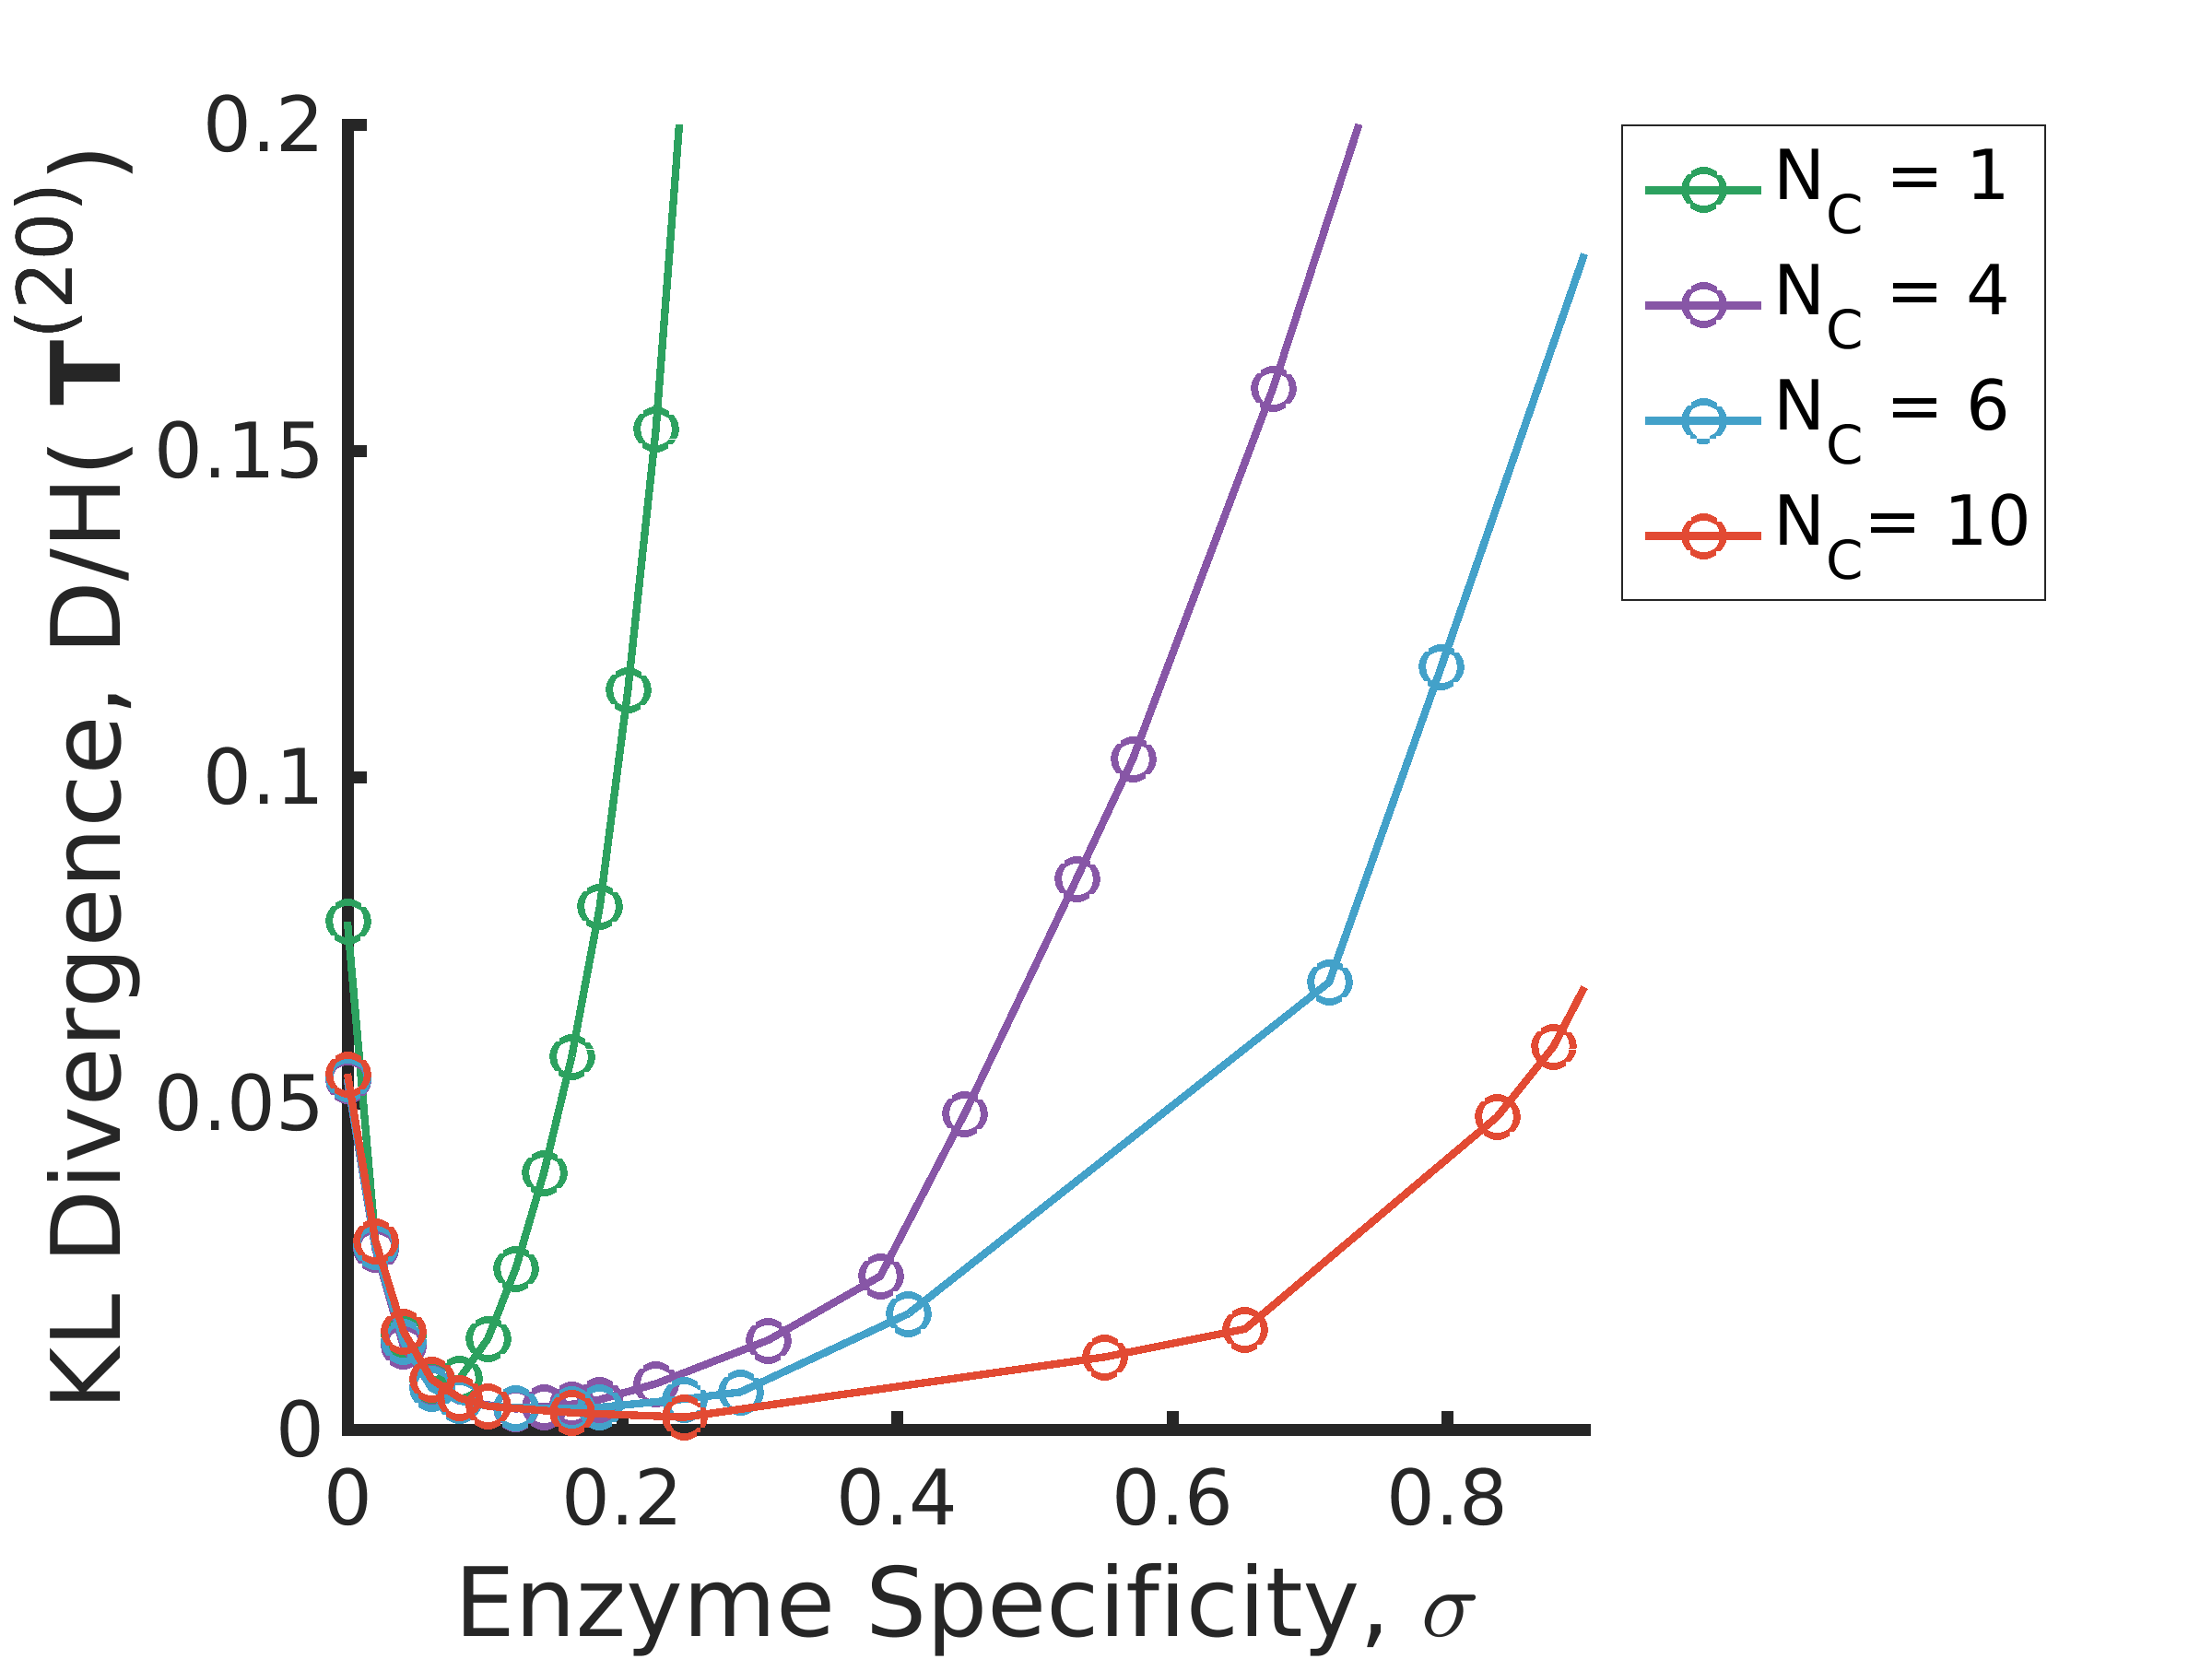 KL Divergence, D/H( T(20))
0.2
0.15
0.1
0.05
0
0 0.2 0.4 0.6 0.8
Enzyme Specificity, σ
NC = 1
NC = 4
NC = 6
NC = 10